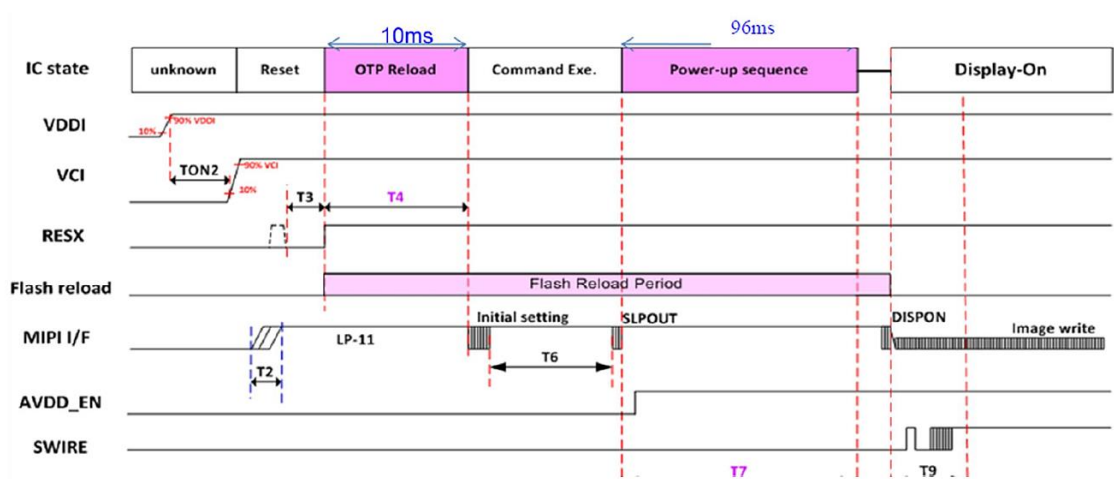 10ms
96ms
IC state
unknown
Reset
OTP Reload
Command Exe.
Power-up sequence
Display-On
VDDI
10%
90% VDDI
VCI
TON2
90% VCI
10%
T3
T4
RESX
Flash reload
Flash Reload Period
MIPI I/F
LP-11
Initial setting
SLPOUT
DISPON
Image write
T2
T6
AVDD_EN
SWIRE
T7
T9